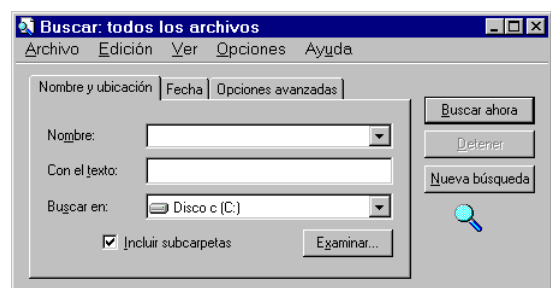 Buscar: todos los archivos
Archivo Edición Ver Opciones Ayuda
Nombre y ubicación Fecha Opciones avanzadas
Buscar ahora
Nombre:
Detener
Con el texto:
Nueva búsqueda
Buscar en: Disco c (C:)
Incluir subcarpetas Examinar...